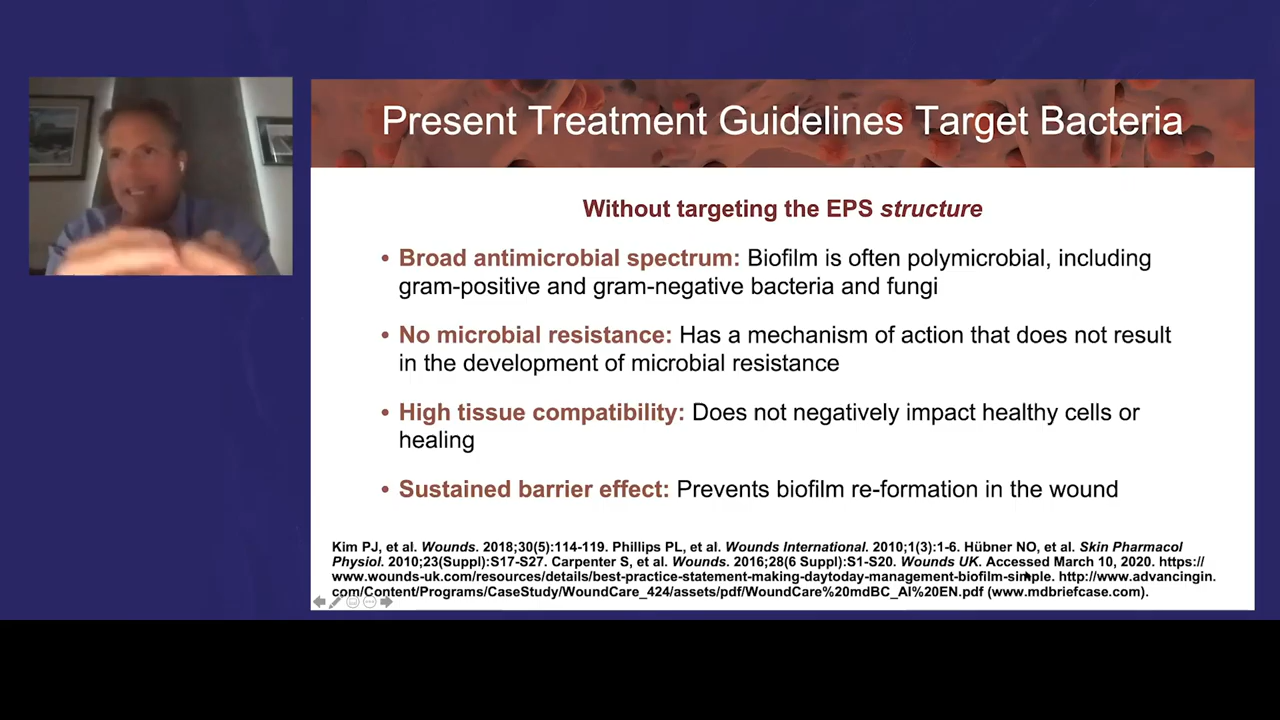 Present Treatment Guidelines Target Bacteria
Without targeting the EPS structure
• Broad antimicrobial spectrum: Biofilm is often polymicrobial, including
gram-positive and gram-negative bacteria and fungi
• No microbial resistance: Has a mechanism of action that does not result
in the development of microbial resistance
• High tissue compatibility: Does not negatively impact healthy cells or
healing
• Sustained barrier effect: Prevents biofilm re-formation in the wound
Kim PJ, et al. Wounds. 2018;30(5):114-119. Phillips PL, et al. Wounds International. 2010;1(3):1-6. Hübner NO, et al. Skin Pharmacol
Physiol. 2010;23(Suppl):S17-S27. Carpenter S, et al. Wounds. 2016;28(6 Suppl):S1-S20. Wounds UK. Accessed March 10, 2020. https://
www.wounds-uk.com/resources/details/best-practice-statement-making-daytoday-management-biofilm-simple. http://www.advancingin.
com/Content/Programs/CaseStudy/WoundCare_424/assets/pdf/WoundCare%20mdBC_AI%20EN.pdf (www.mdbriefcase.com).